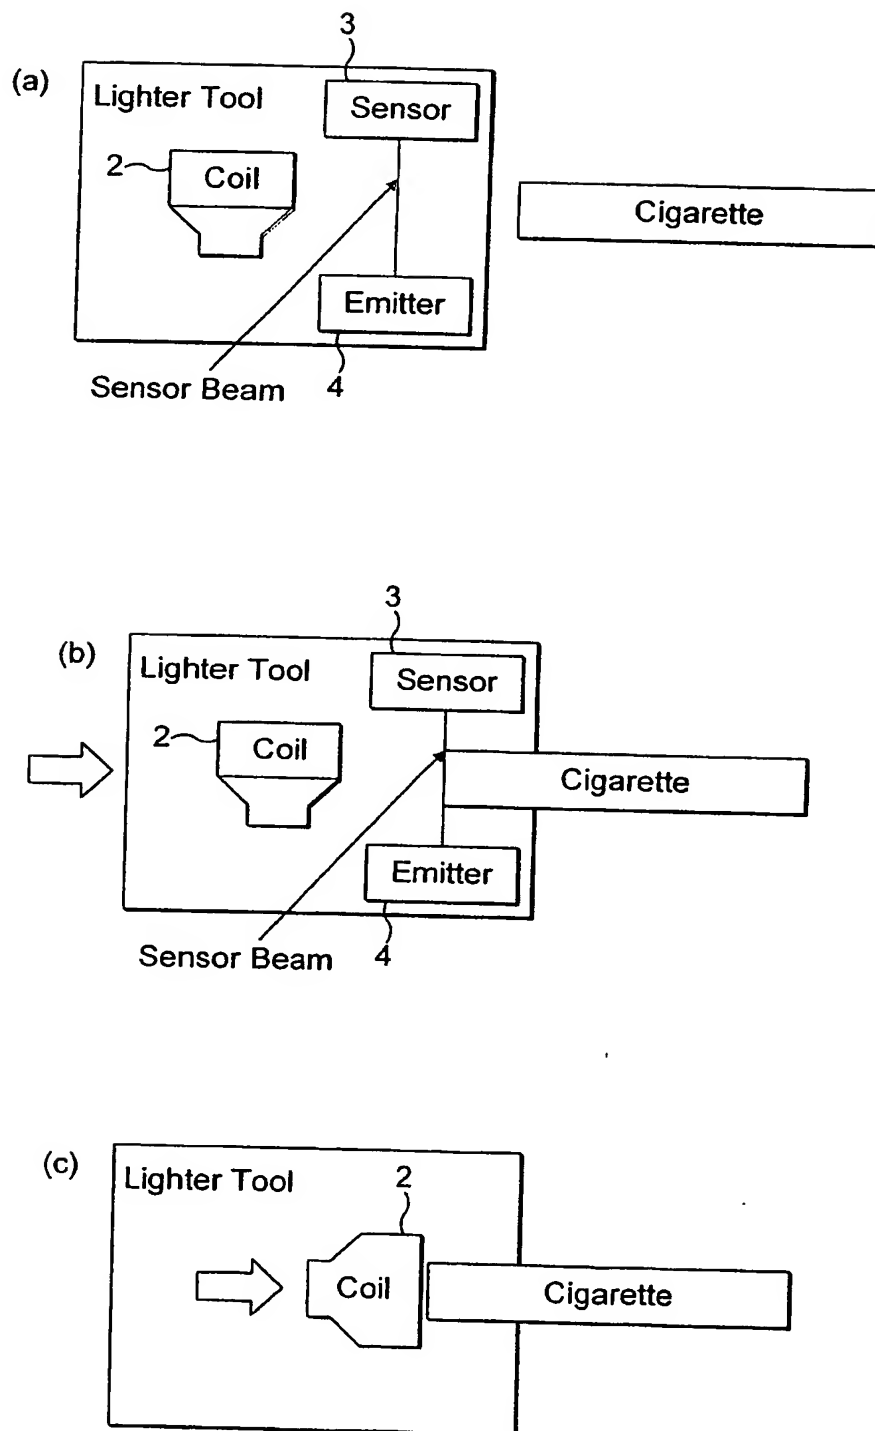 3
(a)
Lighter Tool
Sensor
2
Coil
Cigarette
Emitter
Sensor Beam
4
3
(b)
Lighter Tool
Sensor
2
Coil
Cigarette
Emitter
Sensor Beam
4
(c)
Lighter Tool
2
Coil
Cigarette